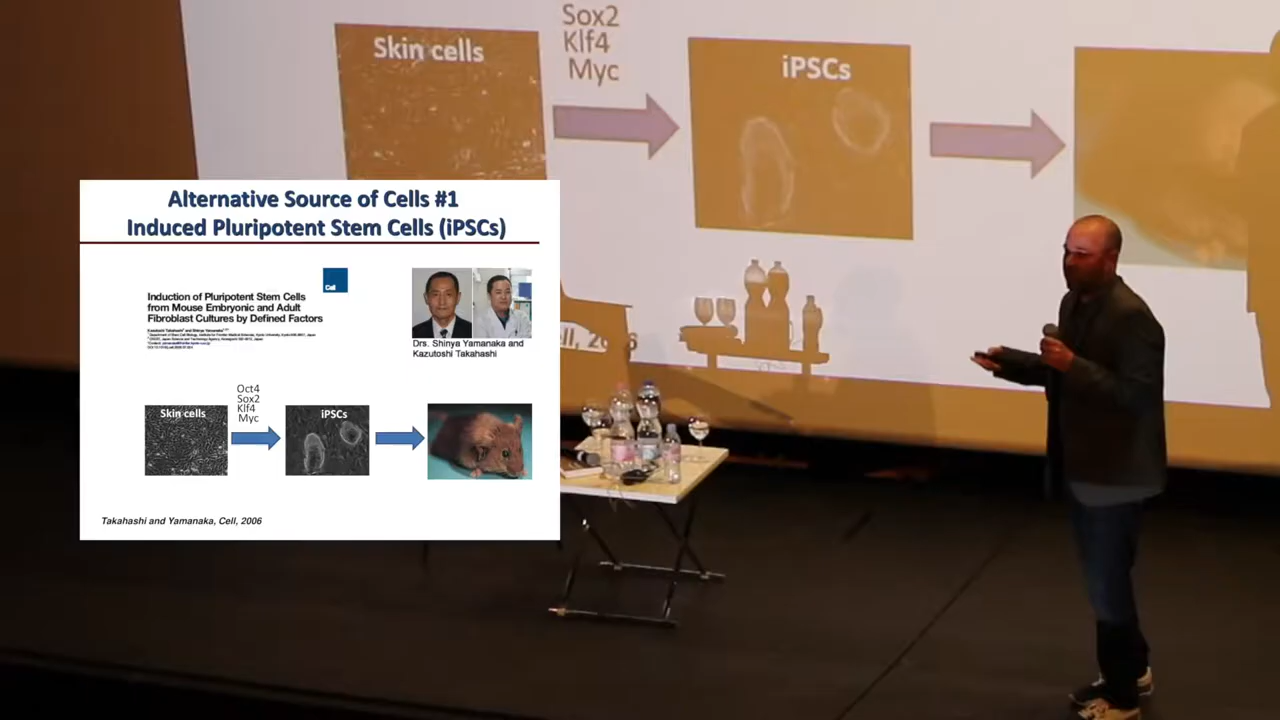 Sox2
Klf4
Myc
Skin cells
iPSCs
Alternative Source of Cells #1
Induced Pluripotent Stem Cells (iPSCs)
Cell
Induction of Pluripotent Stem Cells
from Mouse Embryonic and Adult
Fibroblast Cultures by Defined Factors
Drs. Shinya Yamanaka and
Kazutoshi Takahashi
Oct4
Sox2
Klf4
Myc
Skin cells
iPSCs
Takahashi and Yamanaka, Cell, 2006